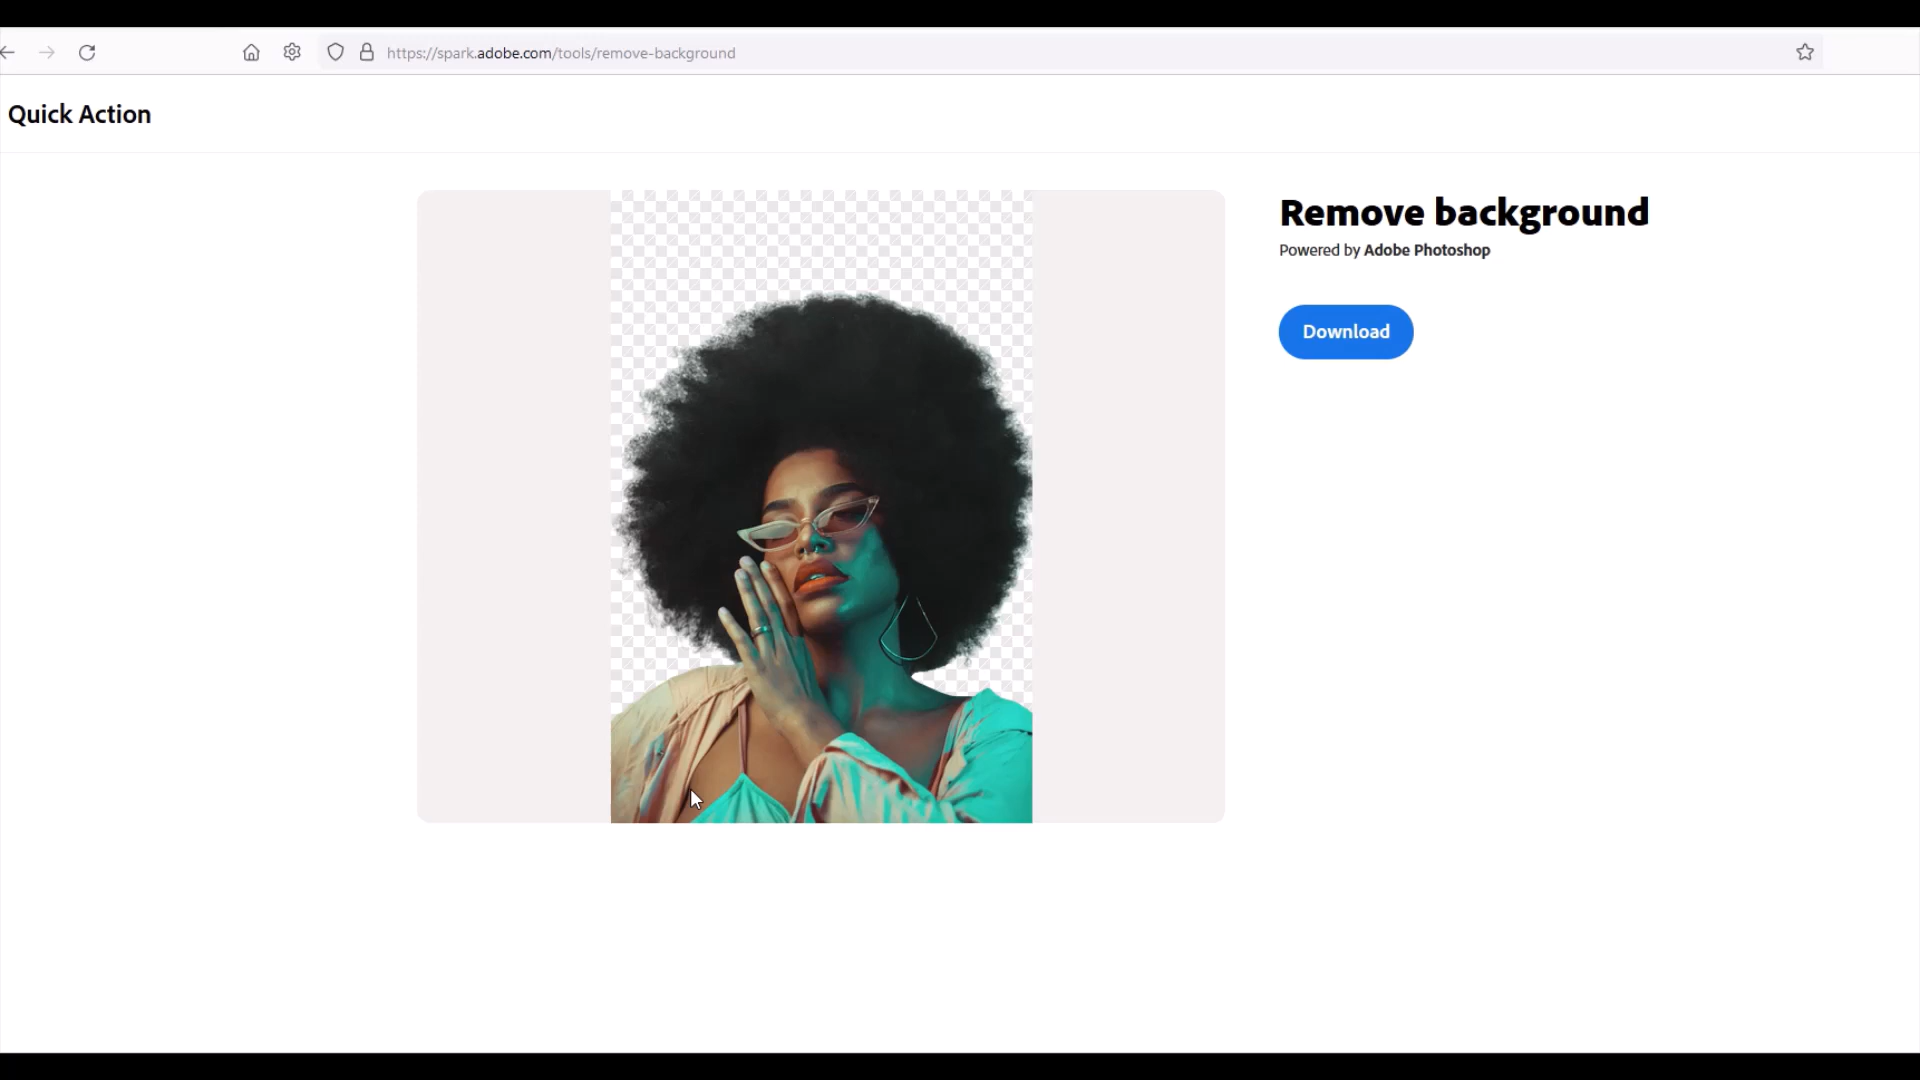 https://spark.adobe.com/tools/remove-background
Quick Action
Remove background
Powered by Adobe Photoshop
Download